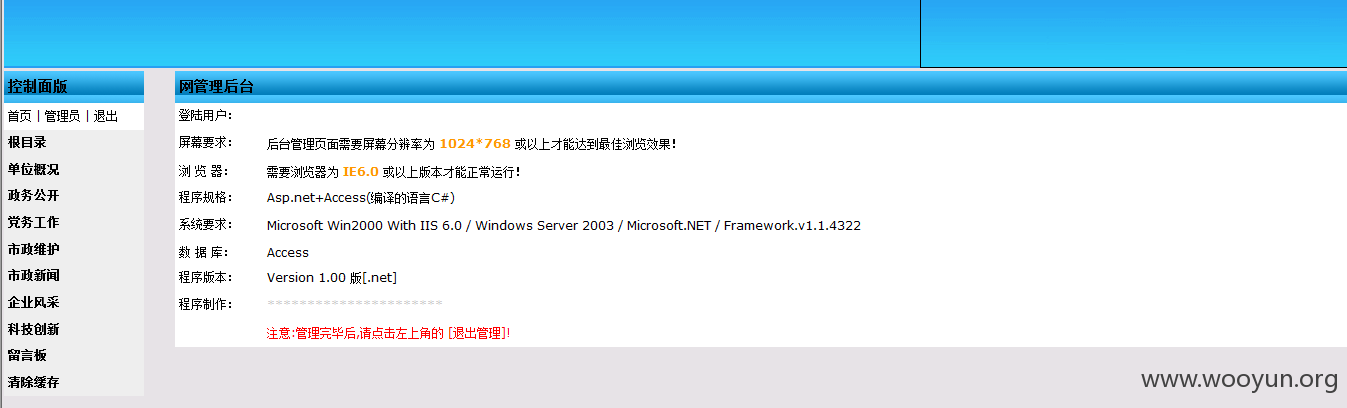 控制面版
首页 | 管理员 | 退出
根目录
单位概况
政务公开
党务工作
市政维护
市政新闻
企业风采
科技创新
留言板
清除缓存
网管理后台
登陆用户：
屏幕要求： 后台管理页面需要屏幕分辨率为 1024*768 或以上才能达到最佳浏览效果！
浏 览 器： 需要浏览器为 IE6.0 或以上版本才能正常运行！
程序规格： Asp.net+Access(编译的语言C#)
系统要求： Microsoft Win2000 With IIS 6.0 / Windows Server 2003 / Microsoft.NET / Framework.v1.1.4322
数 据 库： Access
程序版本： Version 1.00 版[.net]
程序制作： **********************
注意:管理完毕后,请点击左上角的 [退出管理]!
www.wooyun.org